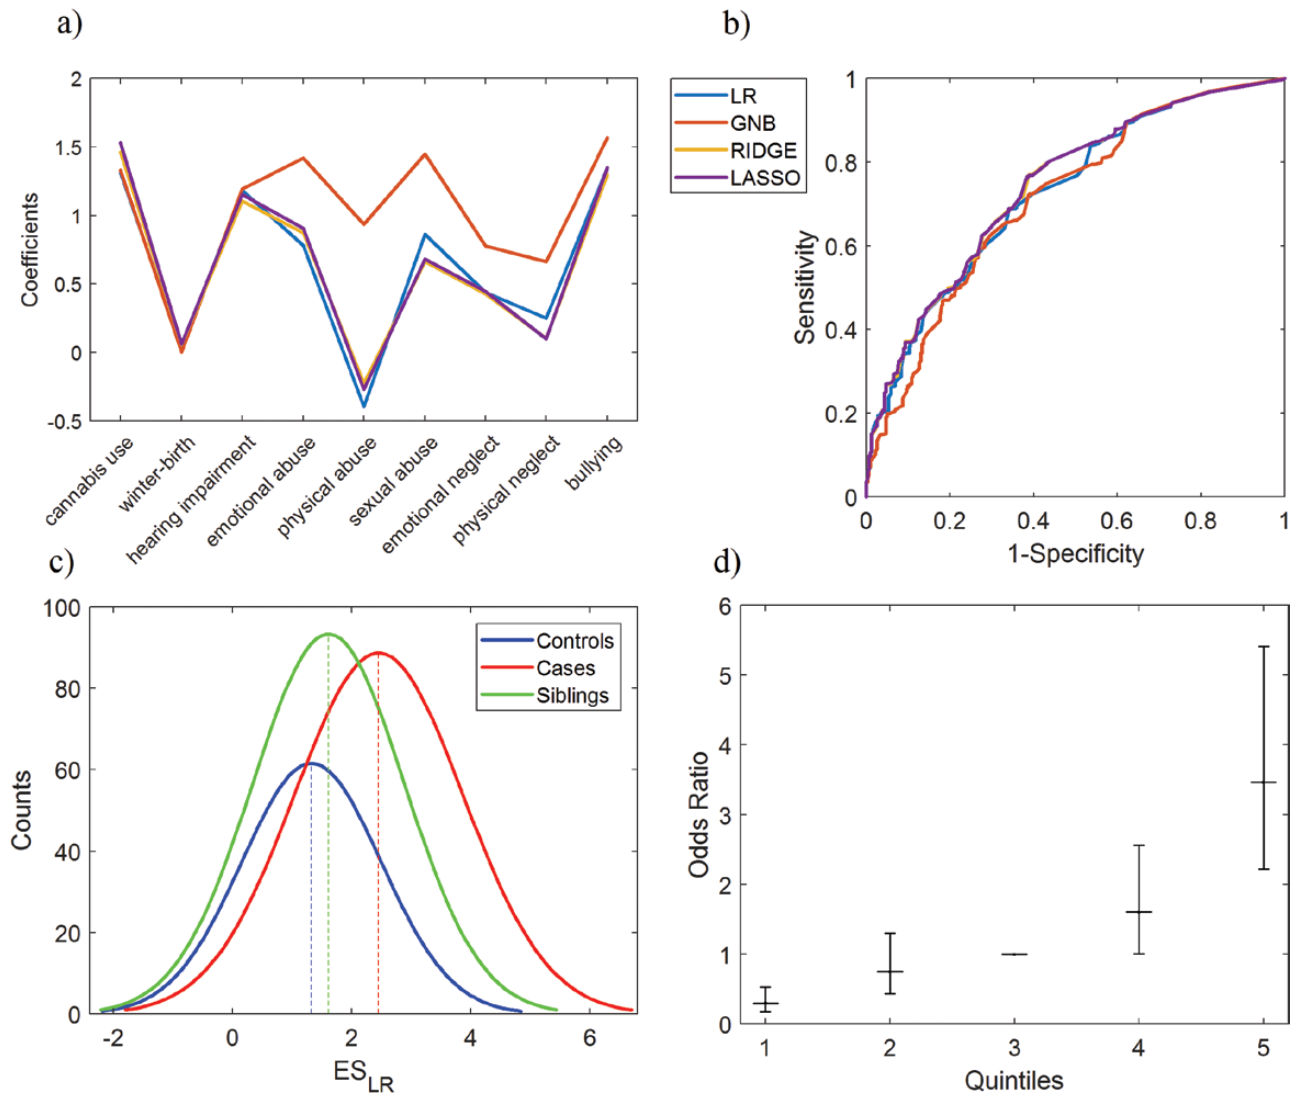 a)
2
1.5
1
0.5
0
-0.5
Coefficients
cannabis use
winter-birth
hearing impairment
emotional abuse
physical abuse
sexual abuse
emotional neglect
physical neglect
bullying
b)
LR
GNB
RIDGE
LASSO
1
0.8
0.6
0.4
0.2
0
Sensitivity
0 0.2 0.4 0.6 0.8 1
1-Specificity
c)
100
80
60
40
20
0
Counts
Controls
Cases
Siblings
-2 0 2 4 6
ES_LR
d)
6
5
4
3
2
1
0
Odds Ratio
1 2 3 4 5
Quintiles